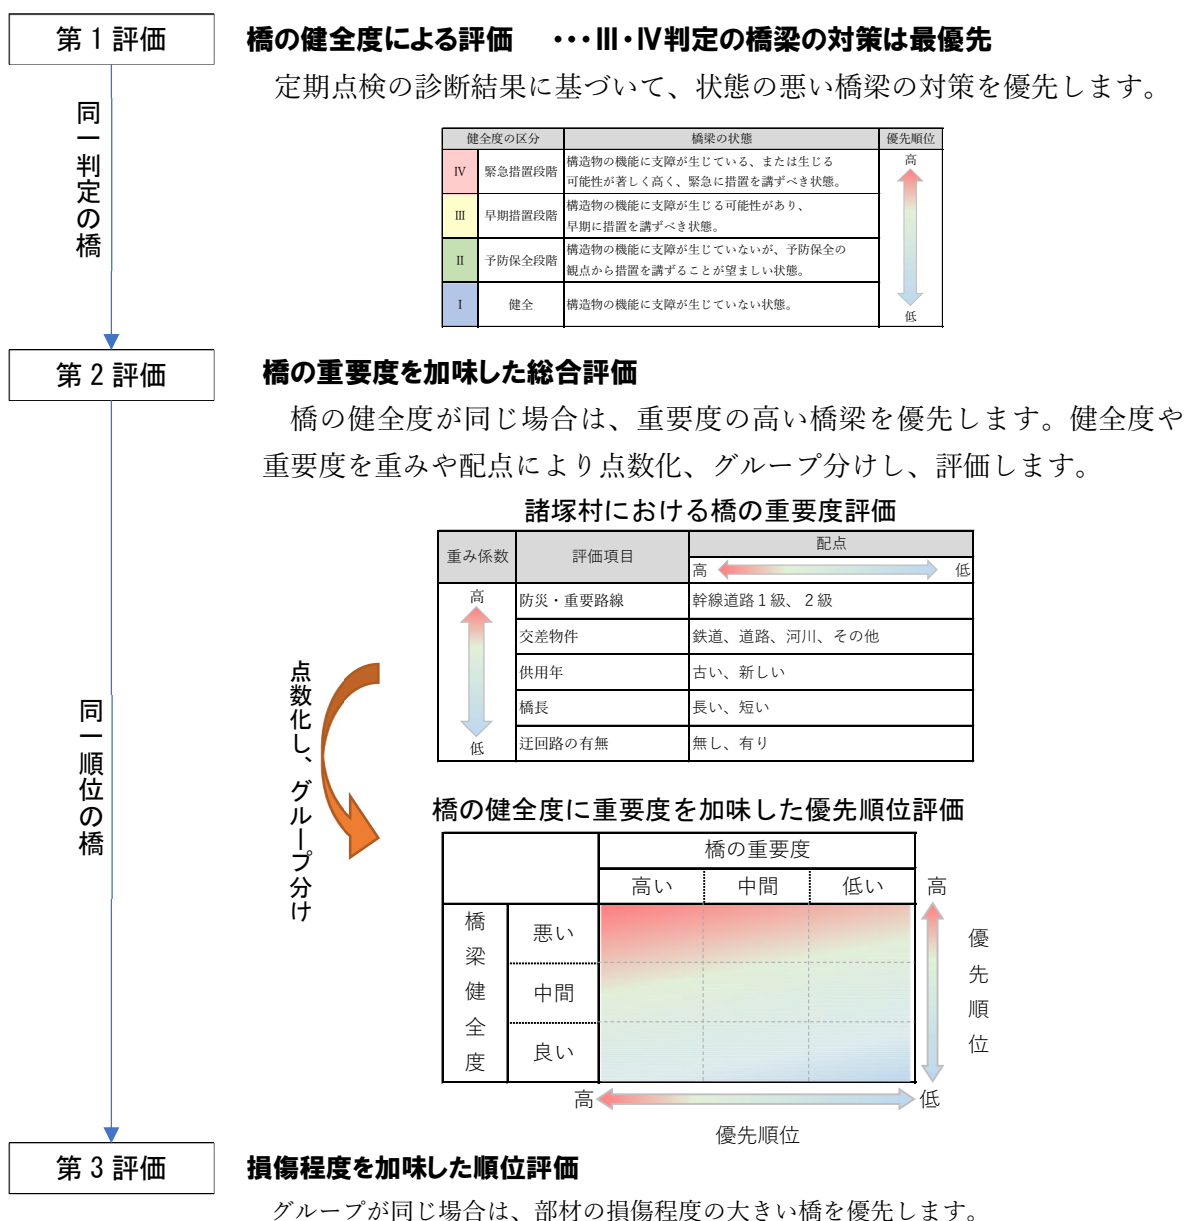 第１評価
橋の健全度による評価　・・・Ⅲ・Ⅳ判定の橋梁の対策は最優先
定期点検の診断結果に基づいて、状態の悪い橋梁の対策を優先します。
同一判定の橋
健全度の区分 橋梁の状態 優先順位
Ⅳ 緊急措置段階 構造物の機能に支障が生じている、または生じる
可能性が著しく高く、緊急に措置を講ずべき状態。
高
Ⅲ 早期措置段階 構造物の機能に支障が生じる可能性があり、
早期に措置を講ずべき状態。
Ⅱ 予防保全段階 構造物の機能に支障が生じていないが、予防保全の
観点から措置を講ずることが望ましい状態。
Ⅰ 健全 構造物の機能に支障が生じていない状態。
低
第２評価
橋の重要度を加味した総合評価
橋の健全度が同じ場合は、重要度の高い橋梁を優先します。健全度や
重要度を重みや配点により点数化、グループ分けし、評価します。
諸塚村における橋の重要度評価
重み係数 評価項目 配点
高 低
高 防災・重要路線 幹線道路１級、２級
交差物件 鉄道、道路、河川、その他
供用年 古い、新しい
橋長 長い、短い
低 迂回路の有無 無し、有り
点数化し、グループ分け
同一順位の橋
橋の健全度に重要度を加味した優先順位評価
橋の重要度
高い 中間 低い 高
橋梁健全度
悪い
中間
良い
優先順位
高 低
優先順位
第３評価
損傷程度を加味した順位評価
グループが同じ場合は、部材の損傷程度の大きい橋を優先します。